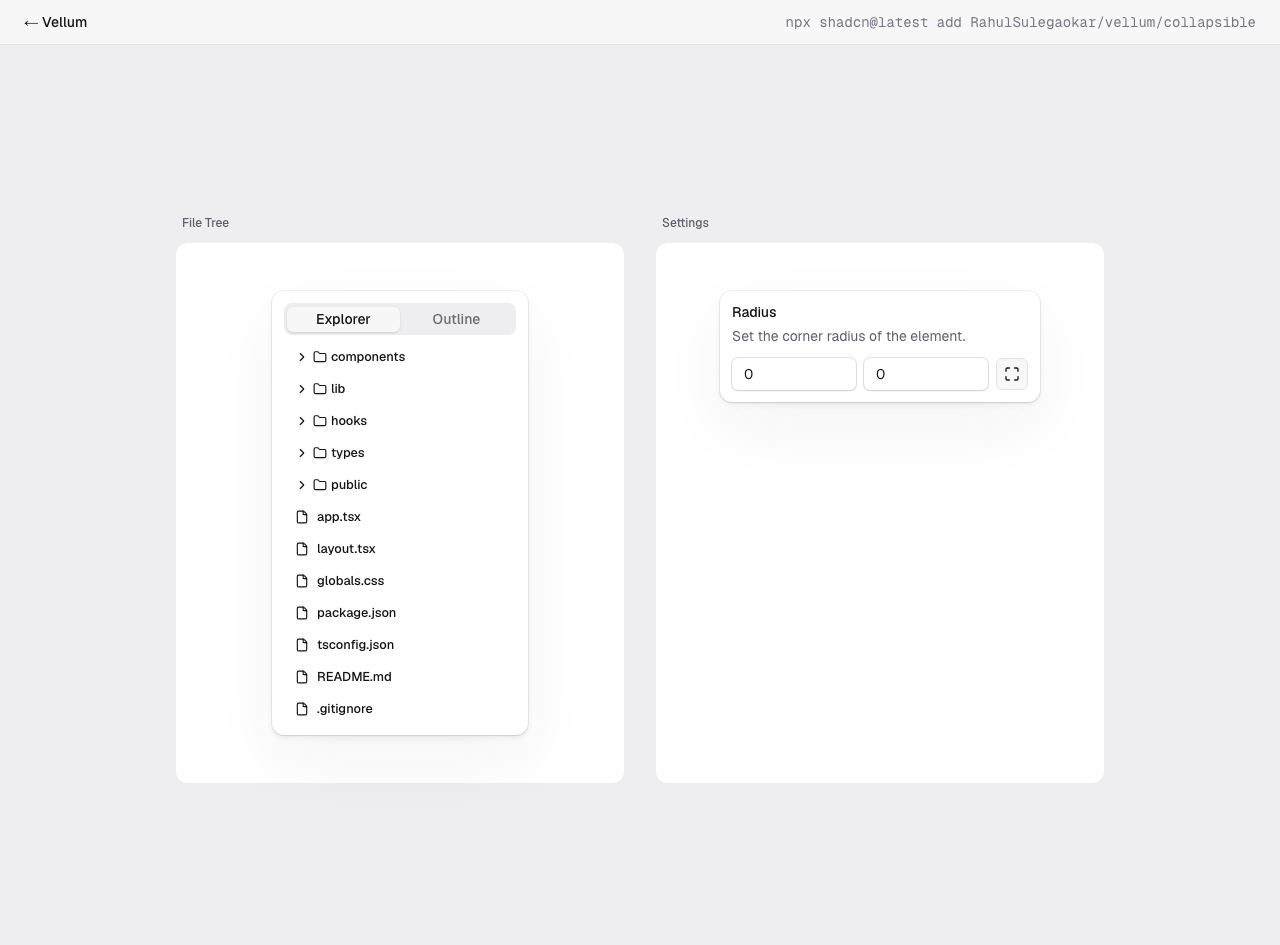 ← Vellum
npx shadcn@latest add RahulSulegaokar/vellum/collapsible
File Tree
Explorer
Outline
components
lib
hooks
types
public
app.tsx
layout.tsx
globals.css
package.json
tsconfig.json
README.md
.gitignore
Settings
Radius
Set the corner radius of the element.
0
0